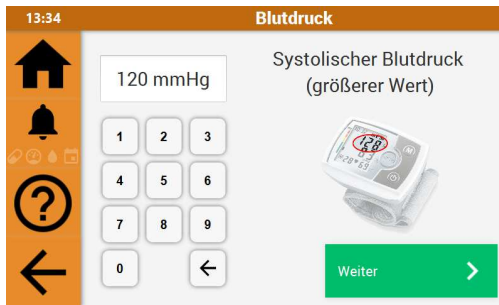 13:34
Blutdruck
120 mmHg
Systolischer Blutdruck
(größerer Wert)
1 2 3
4 5 6
7 8 9
0
128
Weiter